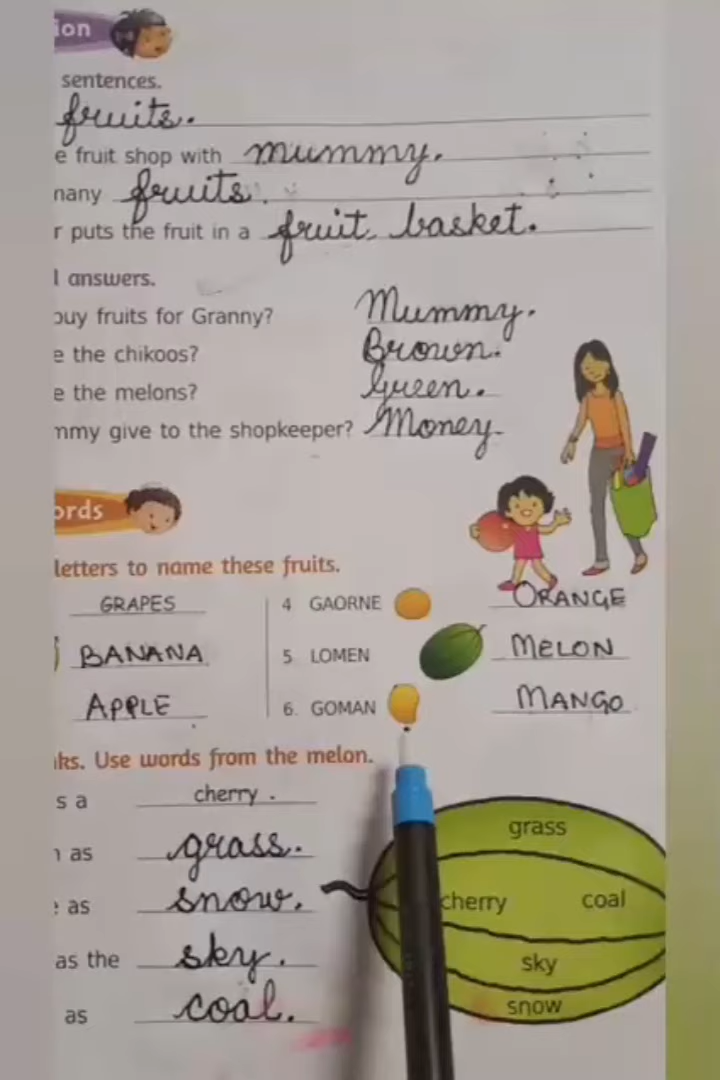 ion
sentences.
fruits.
e fruit shop with mummy.
many fruits.
r puts the fruit in a fruit basket.
l answers.
buy fruits for Granny? Mummy.
e the chikoos? Brown.
e the melons? Green.
mmy give to the shopkeeper? Money.
ords
letters to name these fruits.
GRAPES 4 GAORNE ORANGE
BANANA 5. LOMEN MELON
APPLE 6. GOMAN MANGO
ks. Use words from the melon.
s a cherry.
as grass.
e as snow.
as the sky.
as coal.
grass
cherry coal
sky
snow